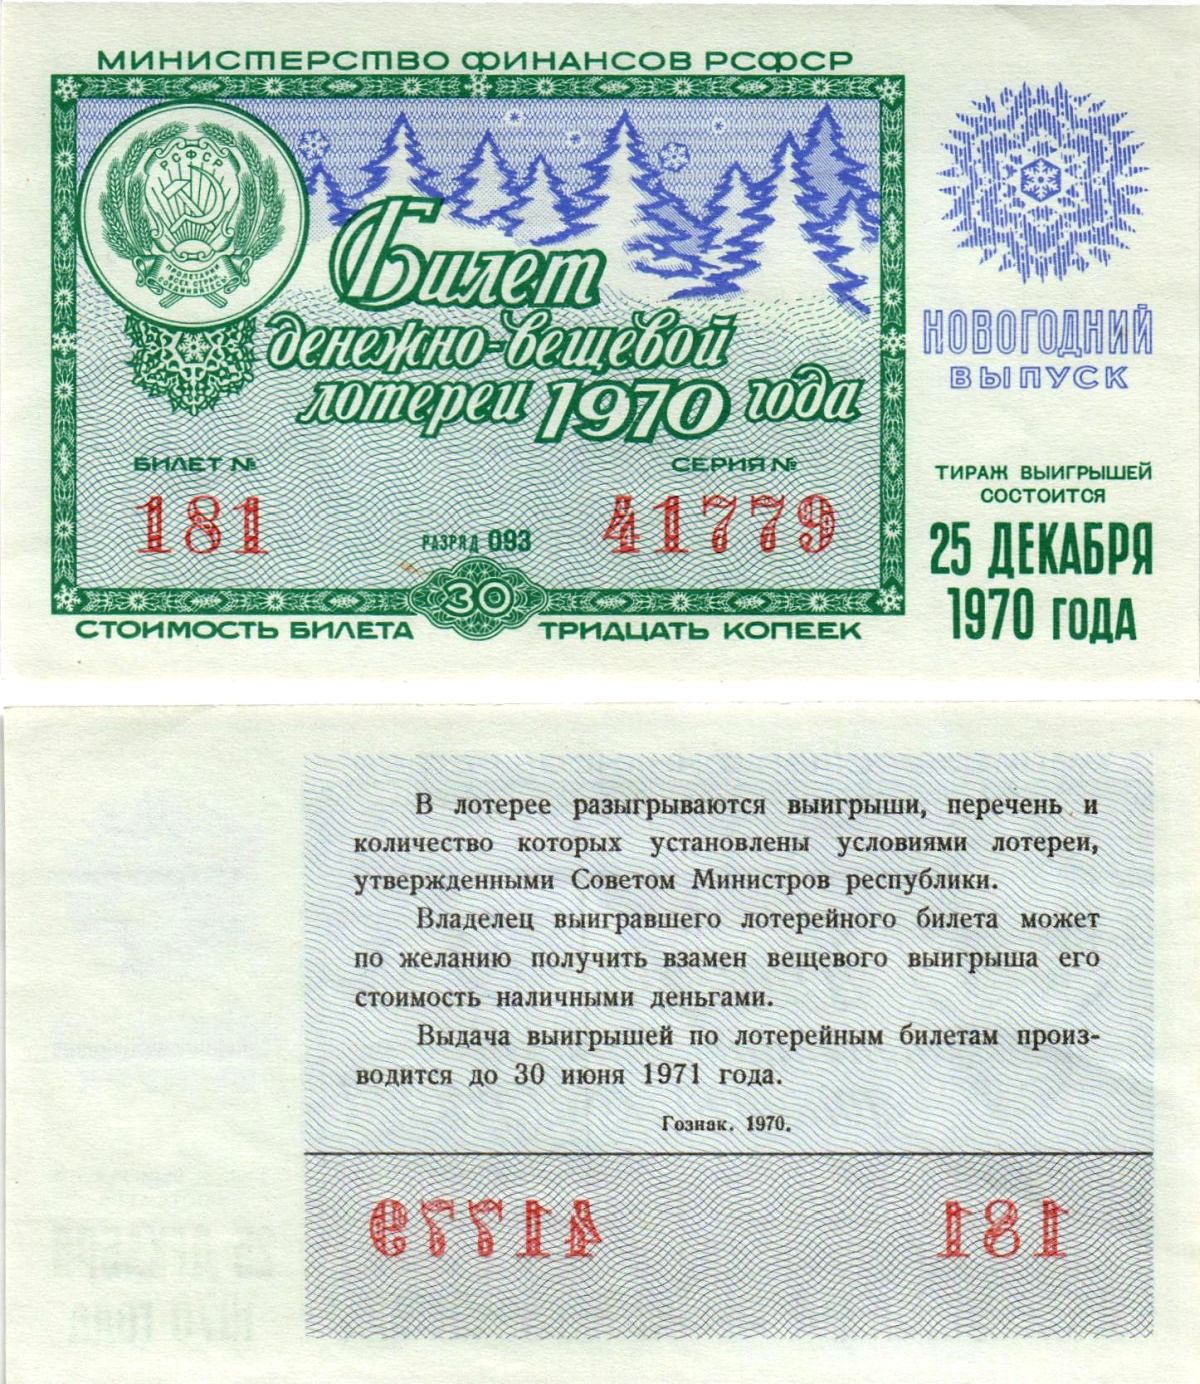 МИНИСТЕРСТВО ФИНАНСОВ РСФСР
РСФСР
ПРОЛЕТАРИИ
ВСЕХ СТРАН
СОЕДИНЯЙТЕСЬ
Билет
денежно-вещевой
лотереи 1970 года
БИЛЕТ № СЕРИЯ №
181 41779
РАЗРЯД 093
30
СТОИМОСТЬ БИЛЕТА ТРИДЦАТЬ КОПЕЕК
НОВОГОДНИЙ
ВЫПУСК
ТИРАЖ ВЫИГРЫШЕЙ
СОСТОИТСЯ
25 ДЕКАБРЯ
1970 ГОДА
В лотерее разыгрываются выигрыши, перечень и
количество которых установлены условиями лотереи,
утвержденными Советом Министров республики.
Владелец выигравшего лотерейного билета может
по желанию получить взамен вещевого выигрыша его
стоимость наличными деньгами.
Выдача выигрышей по лотерейным билетам произ-
водится до 30 июня 1971 года.
Гознак. 1970.
41779 181